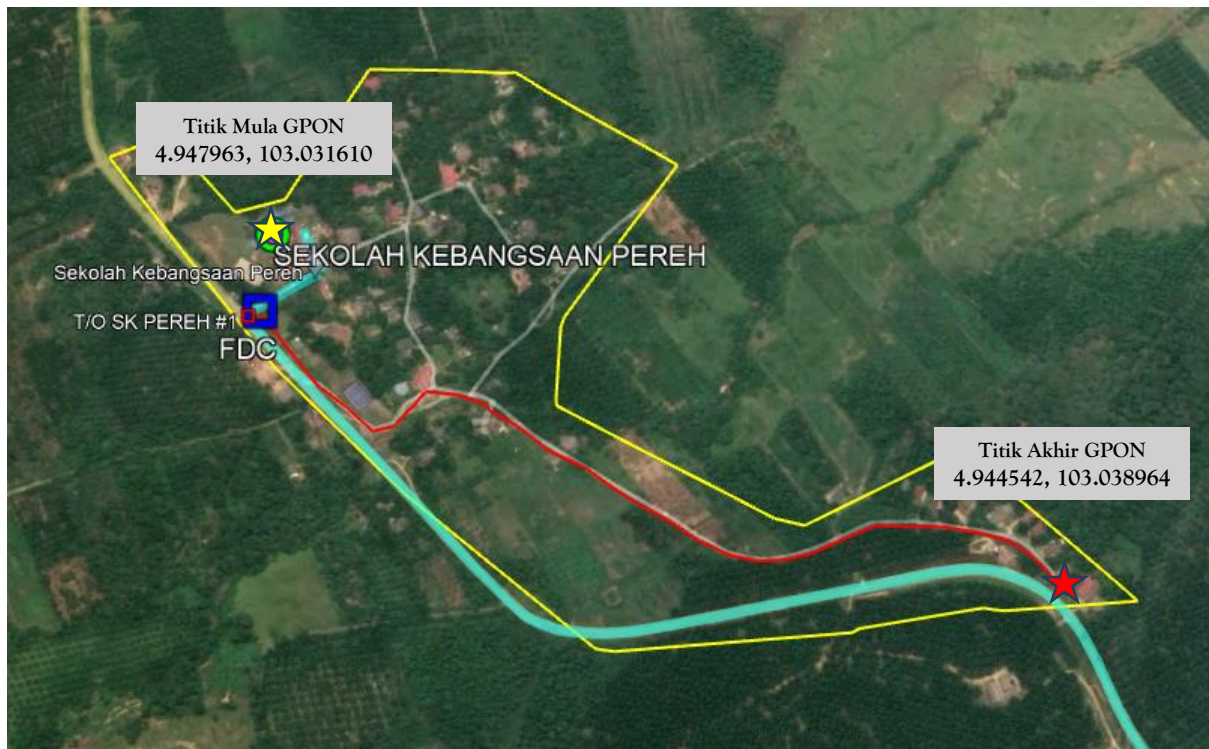 Titik Mula GPON
4.947963, 103.031610
SEKOLAH KEBANGSAAN PEREH
Sekolah Kebangsaan Pereh
T/O SK PEREH #1
FDC
Titik Akhir GPON
4.944542, 103.038964